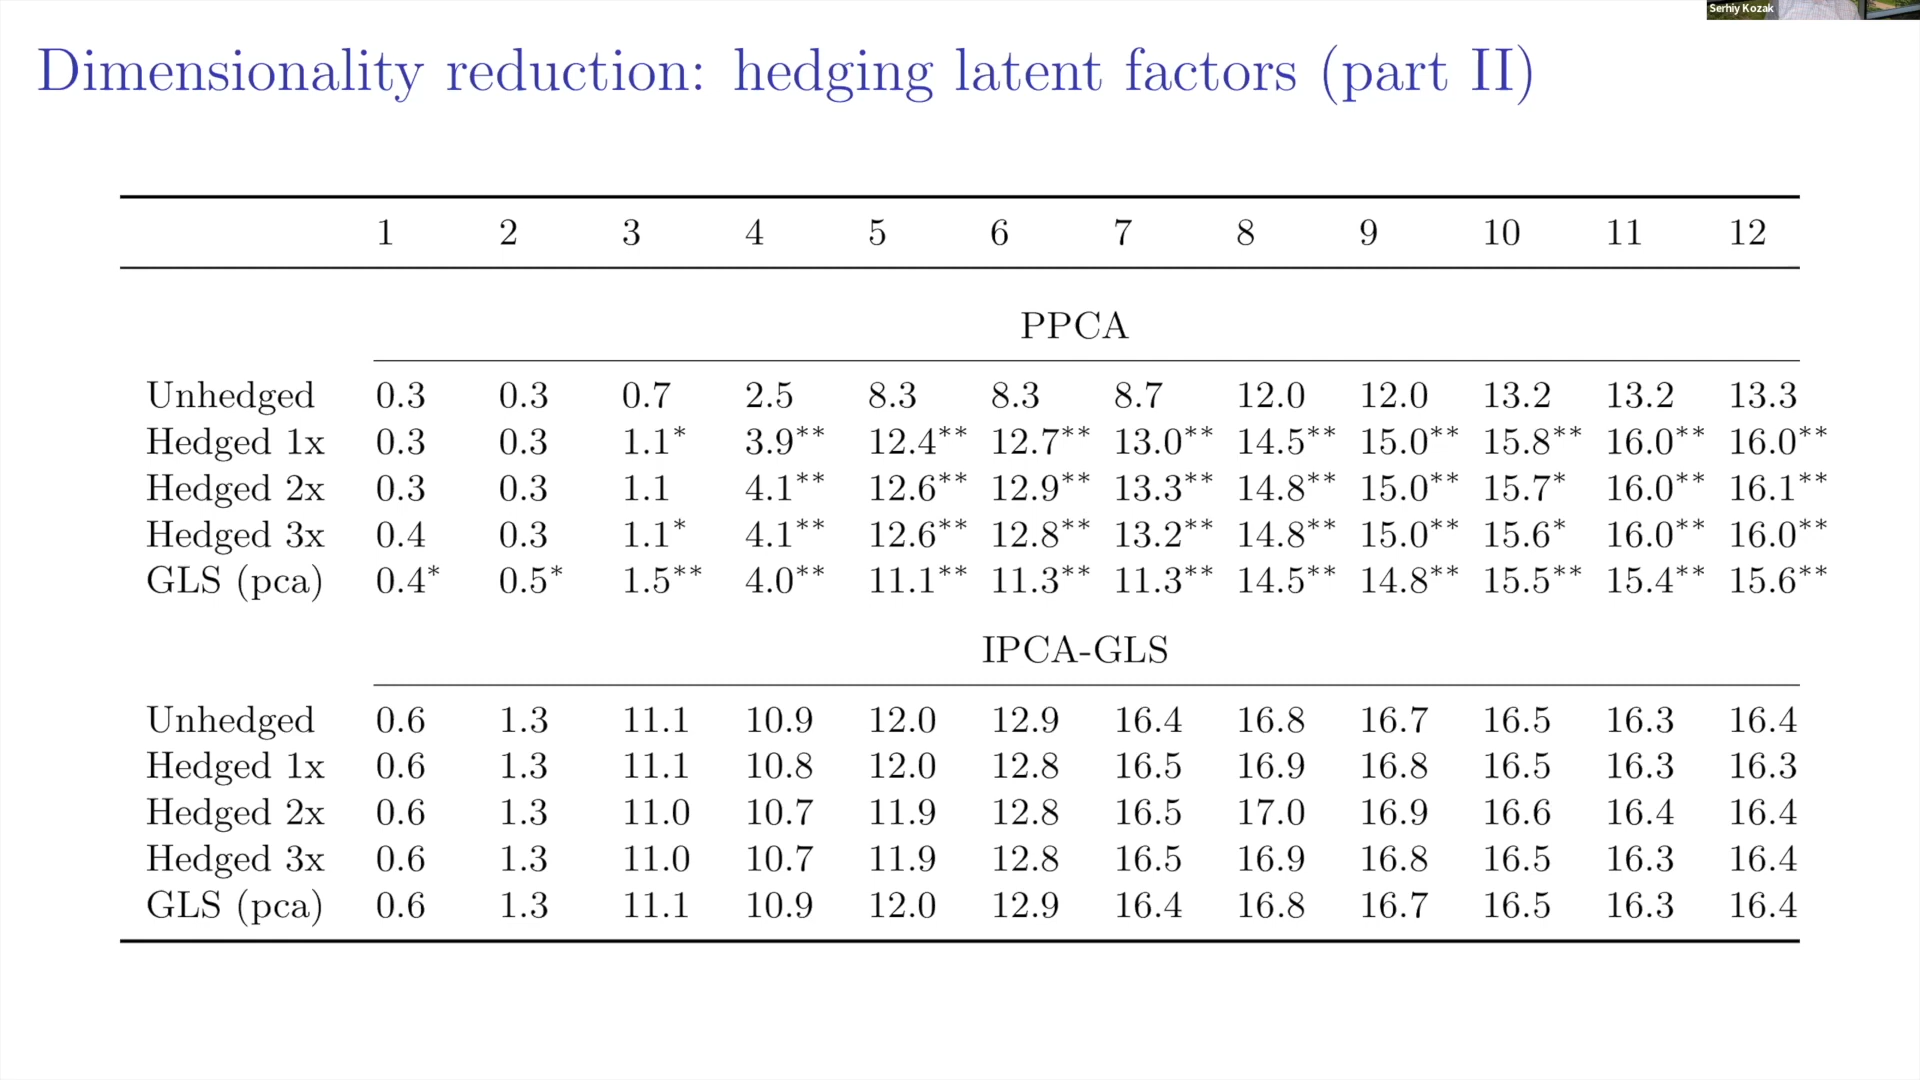 Serhiy Kozak
Dimensionality reduction: hedging latent factors (part II)
1 2 3 4 5 6 7 8 9 10 11 12
PPCA
Unhedged 0.3 0.3 0.7 2.5 8.3 8.3 8.7 12.0 12.0 13.2 13.2 13.3
Hedged 1x 0.3 0.3 1.1* 3.9** 12.4** 12.7** 13.0** 14.5** 15.0** 15.8** 16.0** 16.0**
Hedged 2x 0.3 0.3 1.1 4.1** 12.6** 12.9** 13.3** 14.8** 15.0** 15.7* 16.0** 16.1**
Hedged 3x 0.4 0.3 1.1* 4.1** 12.6** 12.8** 13.2** 14.8** 15.0** 15.6* 16.0** 16.0**
GLS (pca) 0.4* 0.5* 1.5** 4.0** 11.1** 11.3** 11.3** 14.5** 14.8** 15.5** 15.4** 15.6**
IPCA-GLS
Unhedged 0.6 1.3 11.1 10.9 12.0 12.9 16.4 16.8 16.7 16.5 16.3 16.4
Hedged 1x 0.6 1.3 11.1 10.8 12.0 12.8 16.5 16.9 16.8 16.5 16.3 16.3
Hedged 2x 0.6 1.3 11.0 10.7 11.9 12.8 16.5 17.0 16.9 16.6 16.4 16.4
Hedged 3x 0.6 1.3 11.0 10.7 11.9 12.8 16.5 16.9 16.8 16.5 16.3 16.4
GLS (pca) 0.6 1.3 11.1 10.9 12.0 12.9 16.4 16.8 16.7 16.5 16.3 16.4